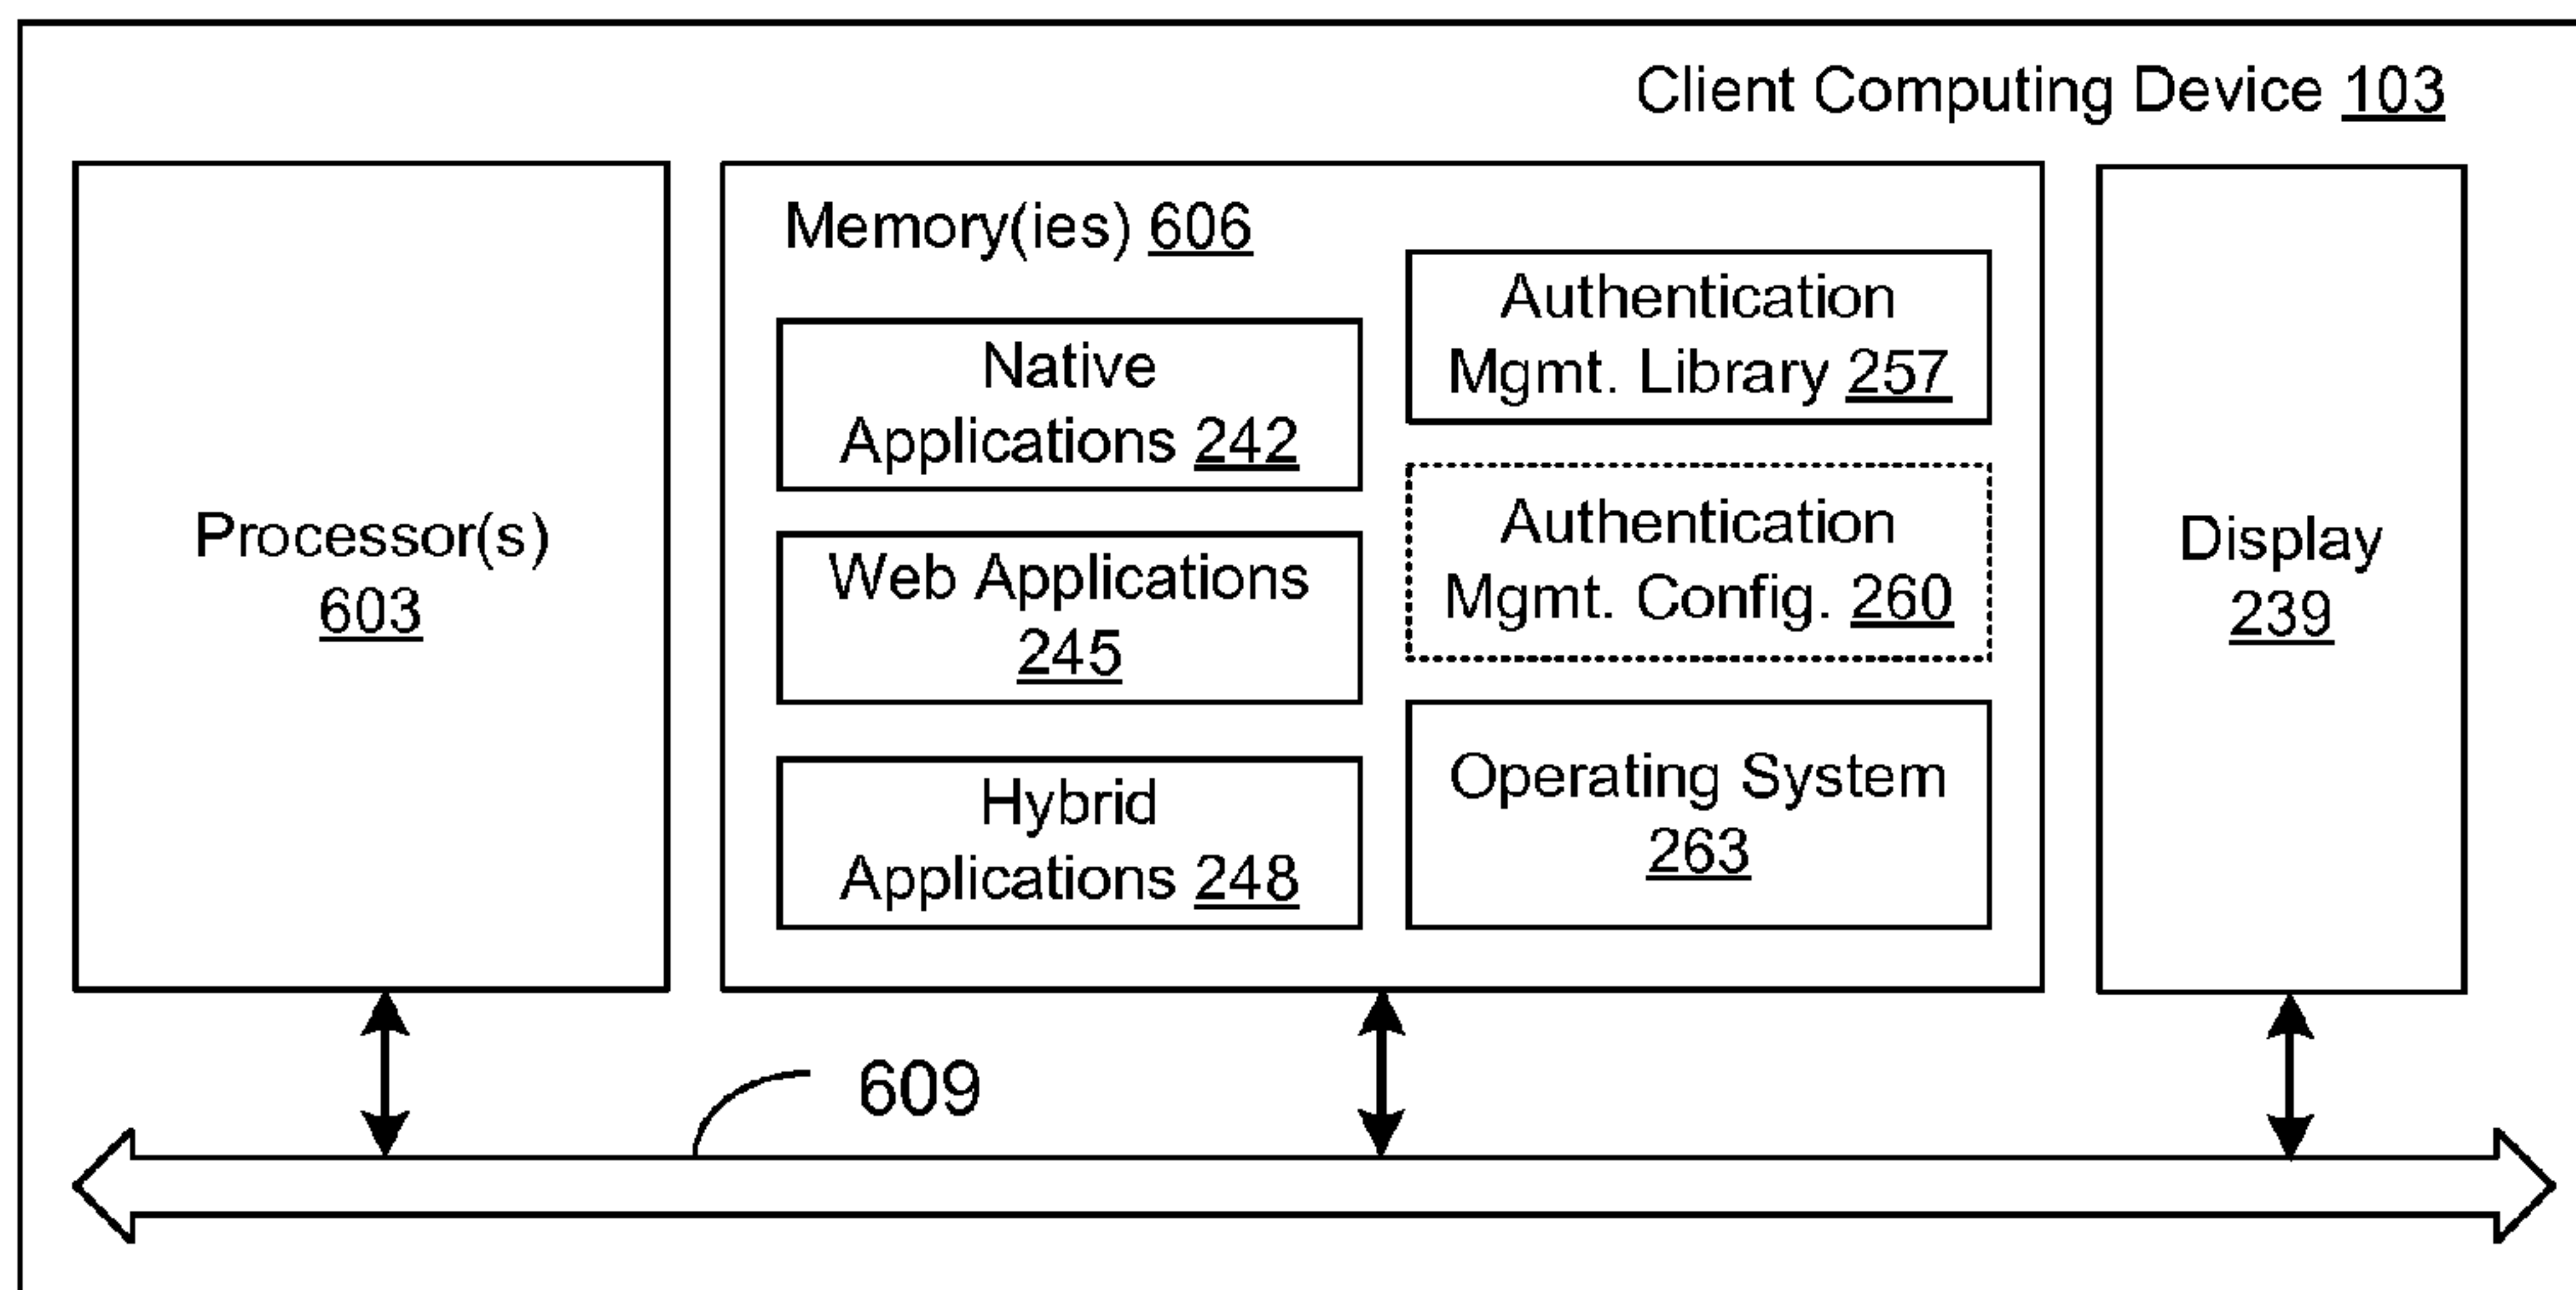 Client Computing Device 103
Processor(s)
603
Memory(ies) 606
Native
Applications 242
Web Applications
245
Hybrid
Applications 248
Authentication
Mgmt. Library 257
Authentication
Mgmt. Config. 260
Operating System
263
Display
239
609